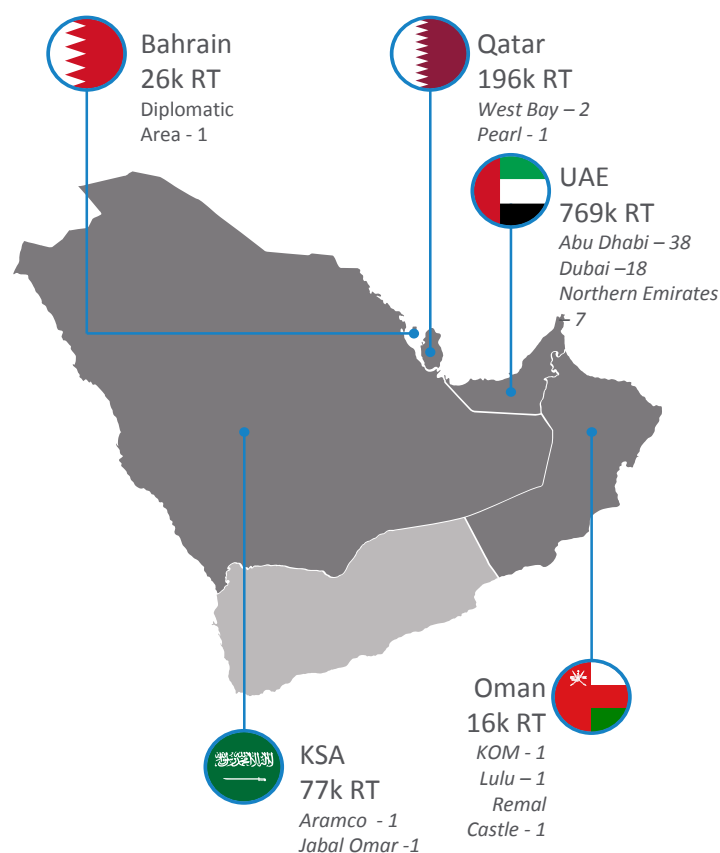 Bahrain
26k RT
Diplomatic
Area - 1
Qatar
196k RT
West Bay – 2
Pearl - 1
UAE
769k RT
Abu Dhabi – 38
Dubai –18
Northern Emirates
- 7
Oman
16k RT
KOM - 1
Lulu – 1
Remal
Castle - 1
KSA
77k RT
Aramco - 1
Jabal Omar -1